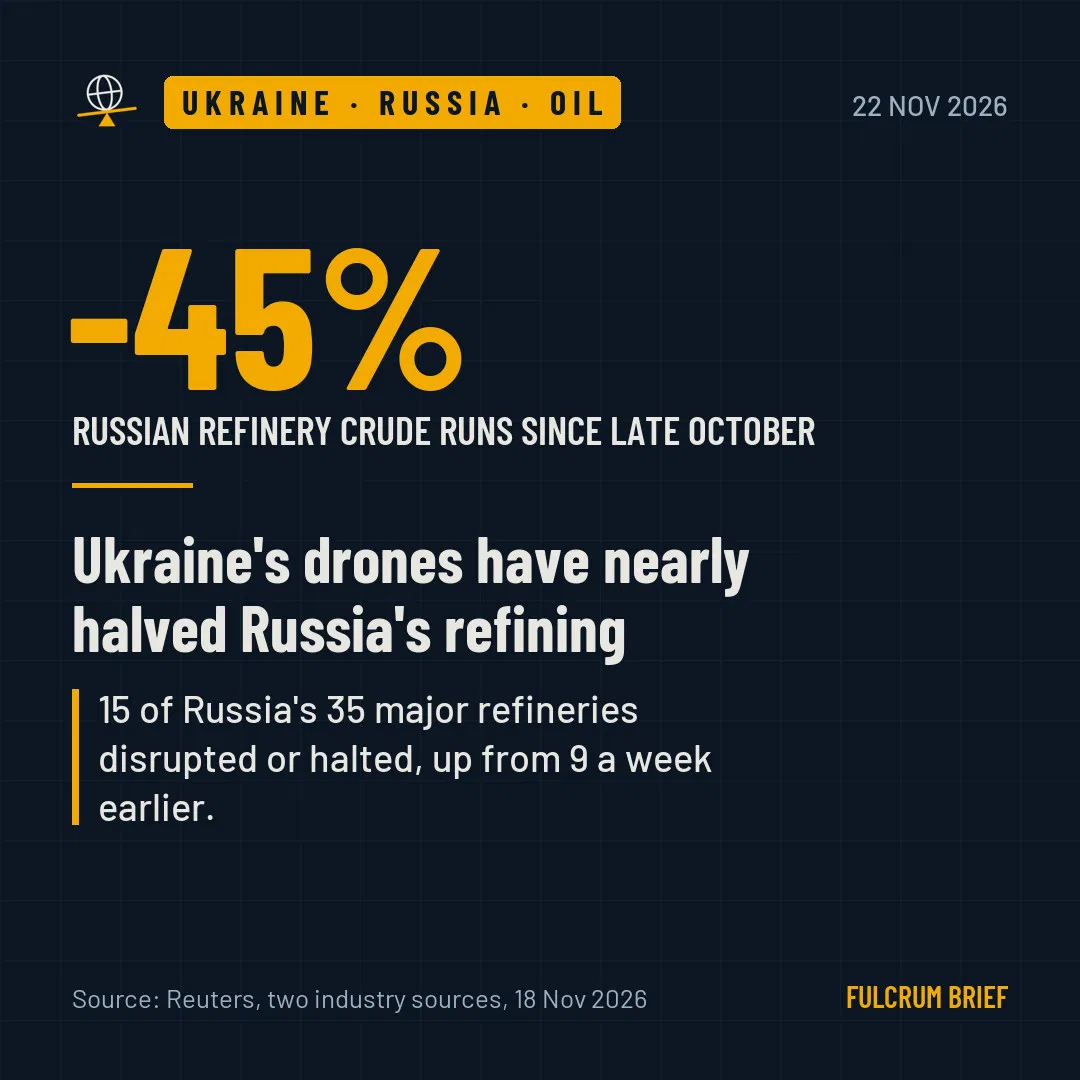 UKRAINE · RUSSIA · OIL
22 NOV 2026
-45%
RUSSIAN REFINERY CRUDE RUNS SINCE LATE OCTOBER
Ukraine's drones have nearly
halved Russia's refining
15 of Russia's 35 major refineries
disrupted or halted, up from 9 a week
earlier.
Source: Reuters, two industry sources, 18 Nov 2026
FULCRUM BRIEF